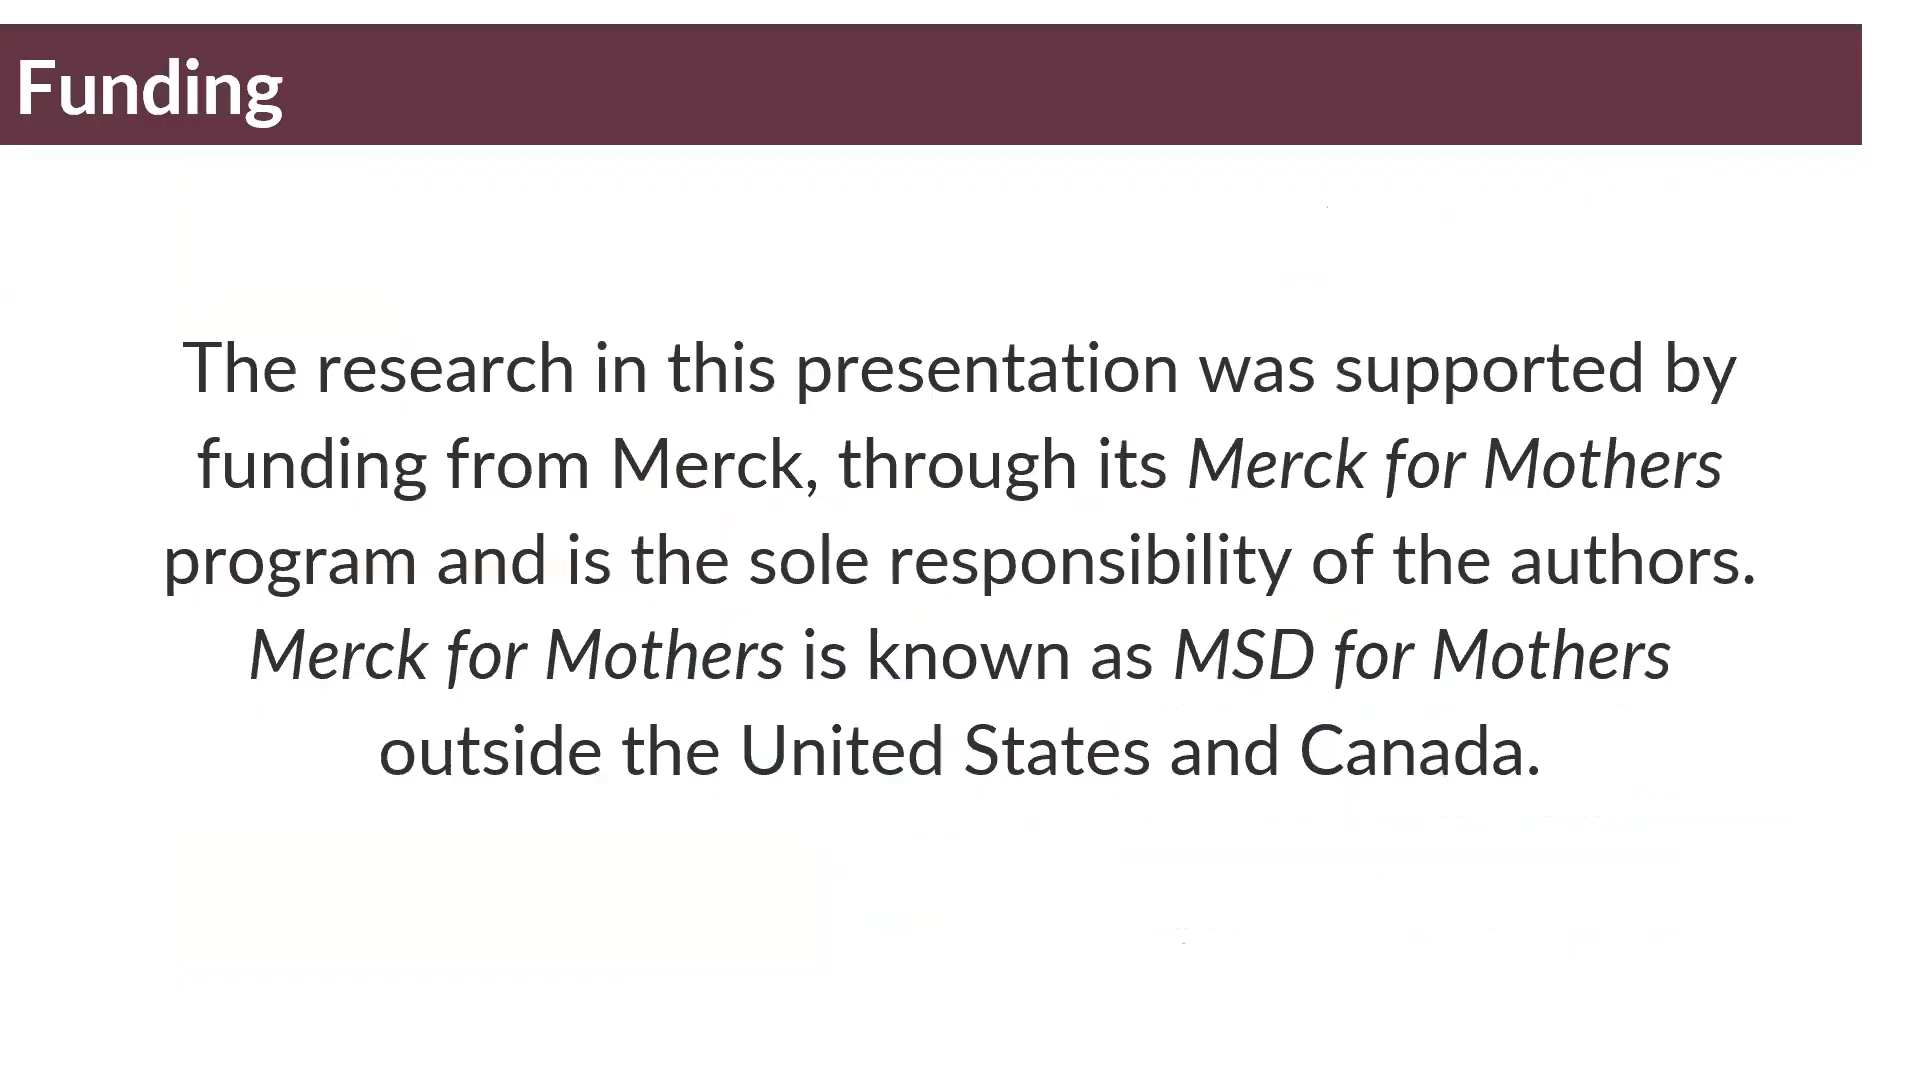 Funding
The research in this presentation was supported by
funding from Merck, through its Merck for Mothers
program and is the sole responsibility of the authors.
Merck for Mothers is known as MSD for Mothers
outside the United States and Canada.